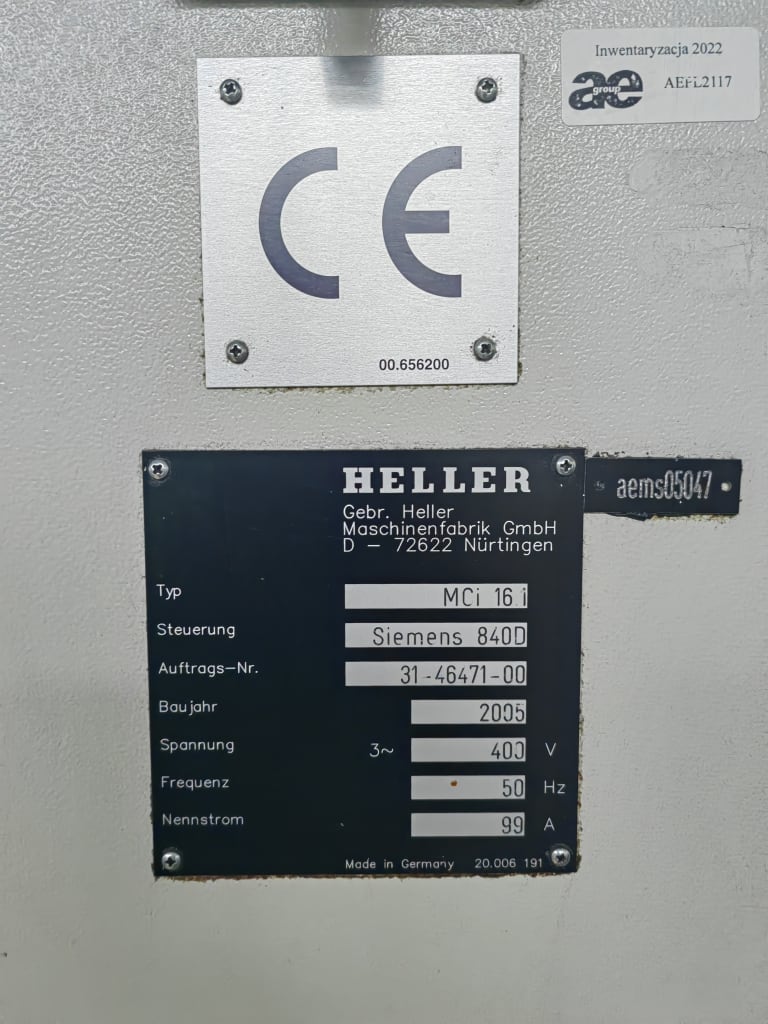 Inwentaryzacja 2022
ae group AEPL2117
CE
00.656200
HELLER
Gebr. Heller
Maschinenfabrik GmbH
D – 72622 Nürtingen
aems05047
Typ MCi 16.1
Steuerung Siemens 840D
Auftrags-Nr. 31-46471-00
Baujahr 2005
Spannung 3~ 400 V
Frequenz 50 Hz
Nennstrom 99 A
Made in Germany 20.006 191